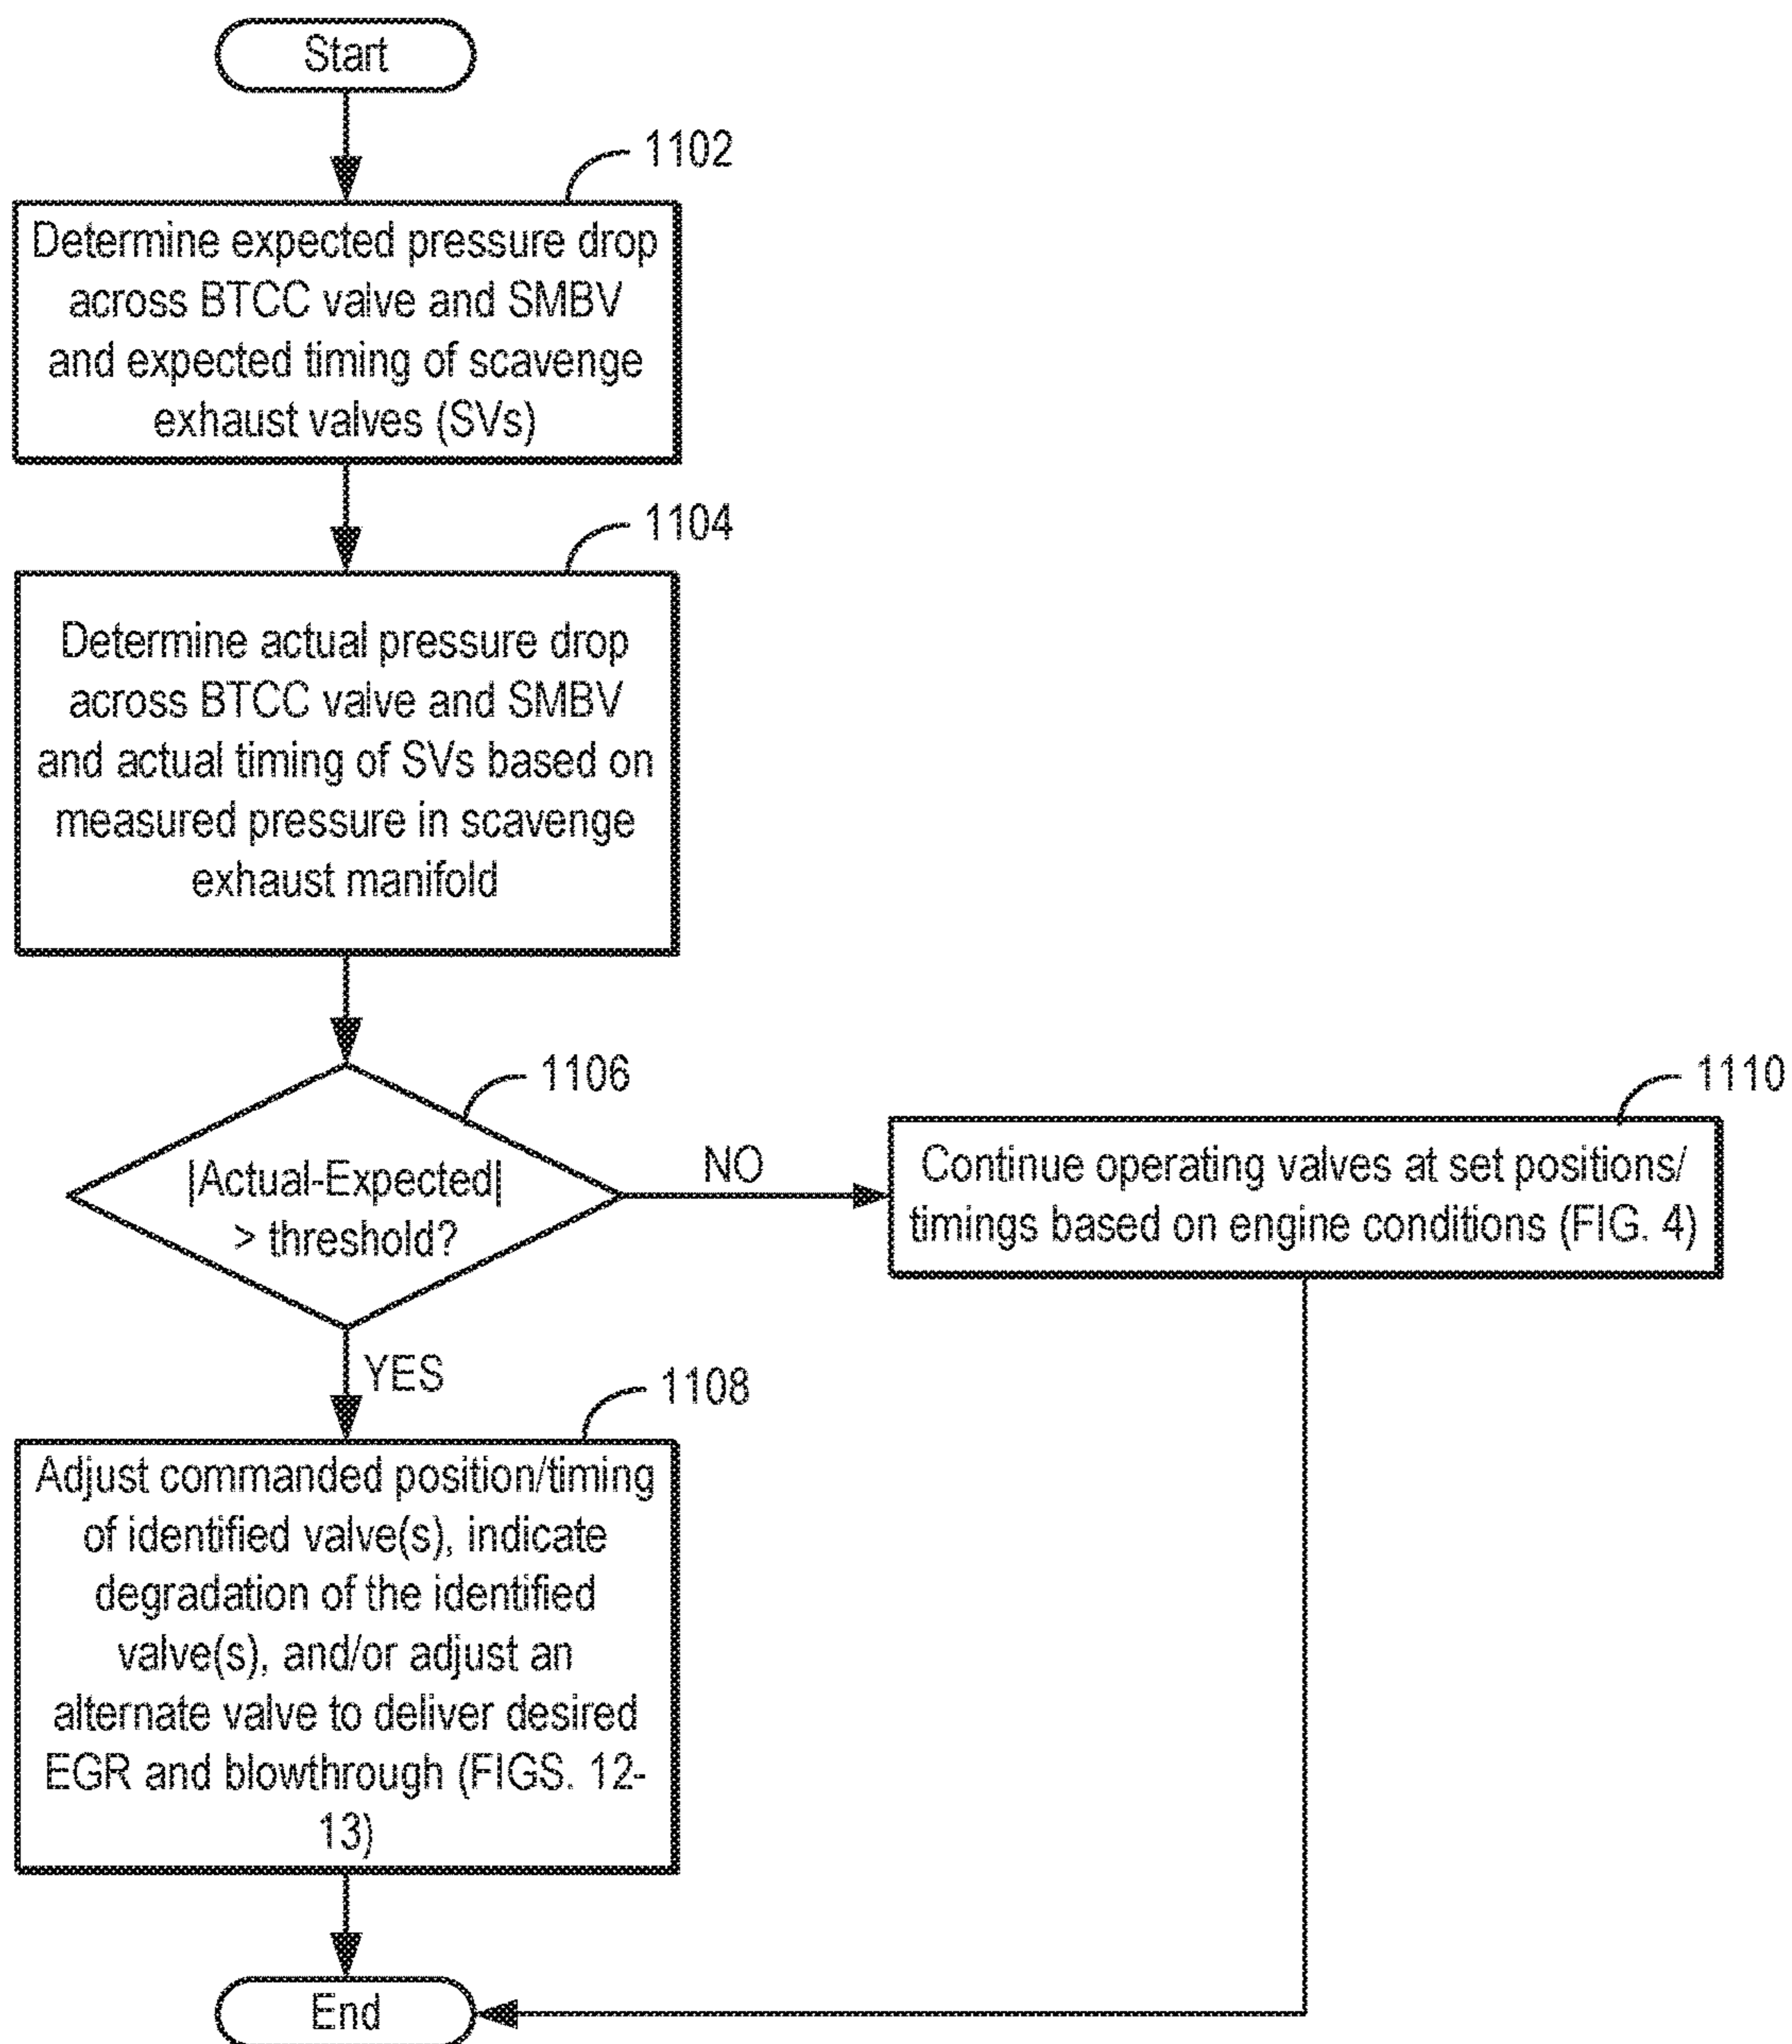 Start
1102
Determine expected pressure drop
across BTCC valve and SMBV
and expected timing of scavenge
exhaust valves (SVs)
1104
Determine actual pressure drop
across BTCC valve and SMBV
and actual timing of SVs based on
measured pressure in scavenge
exhaust manifold
1106
|Actual-Expected|
> threshold?
NO
1110
Continue operating valves at set positions/
timings based on engine conditions (FIG. 4)
YES
1108
Adjust commanded position/timing
of identified valve(s), indicate
degradation of the identified
valve(s), and/or adjust an
alternate valve to deliver desired
EGR and blowthrough (FIGS. 12-
13)
End